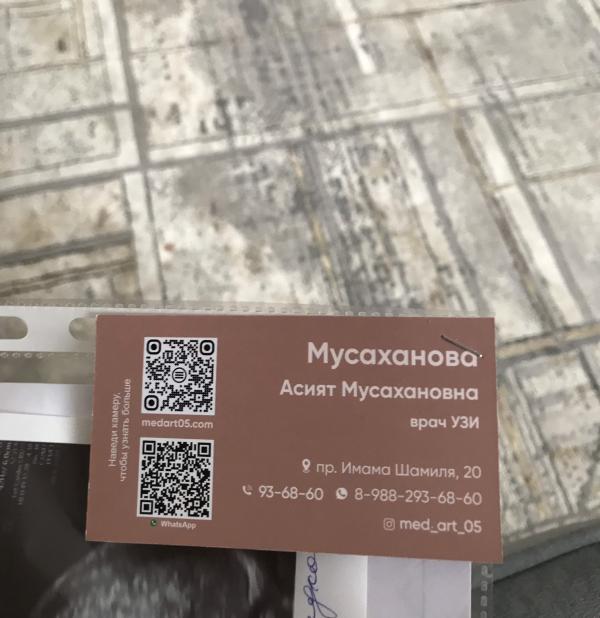 Мусаханова
Асият Мусахановна
врач УЗИ
пр. Имама Шамиля, 20
93-68-60 8-988-293-68-60
med_art_05
Наведи камеру,
чтобы узнать больше
medart05.com
WhatsApp